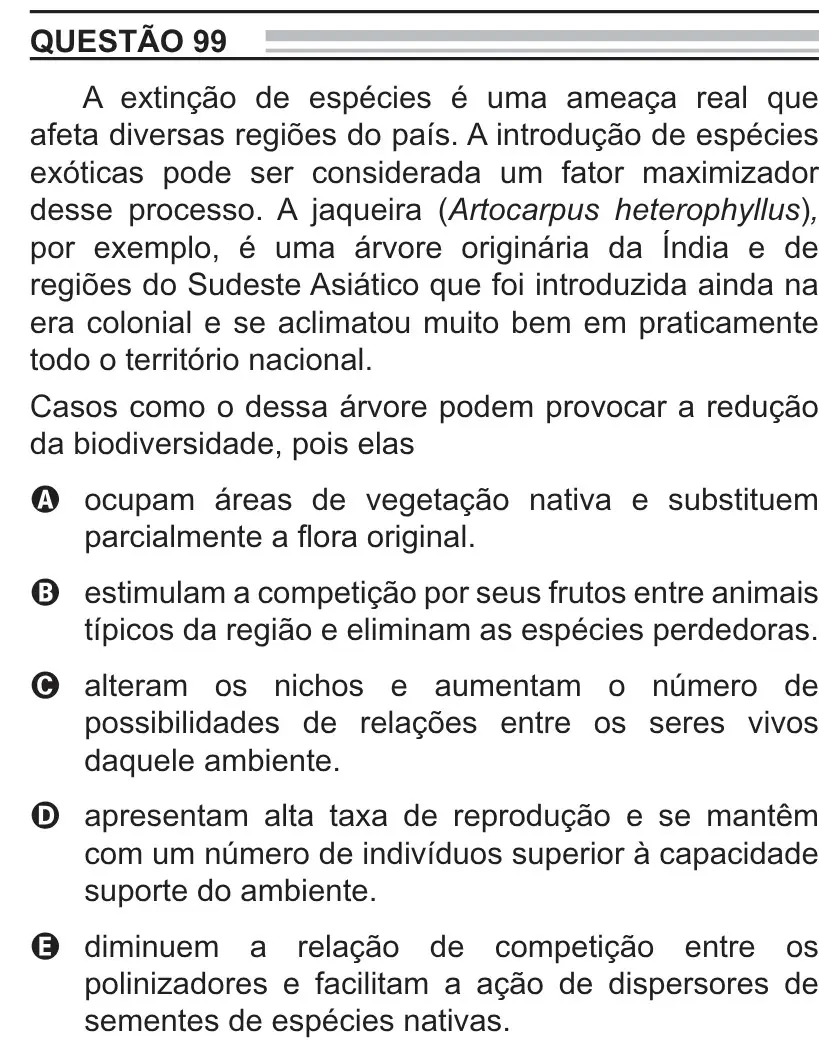 QUESTÃO 99
A extinção de espécies é uma ameaça real que
afeta diversas regiões do país. A introdução de espécies
exóticas pode ser considerada um fator maximizador
desse processo. A jaqueira (Artocarpus heterophyllus),
por exemplo, é uma árvore originária da Índia e de
regiões do Sudeste Asiático que foi introduzida ainda na
era colonial e se aclimatou muito bem em praticamente
todo o território nacional.
Casos como o dessa árvore podem provocar a redução
da biodiversidade, pois elas
A ocupam áreas de vegetação nativa e substituem
parcialmente a flora original.
B estimulam a competição por seus frutos entre animais
típicos da região e eliminam as espécies perdedoras.
C alteram os nichos e aumentam o número de
possibilidades de relações entre os seres vivos
daquele ambiente.
D apresentam alta taxa de reprodução e se mantêm
com um número de indivíduos superior à capacidade
suporte do ambiente.
E diminuem a relação de competição entre os
polinizadores e facilitam a ação de dispersores de
sementes de espécies nativas.